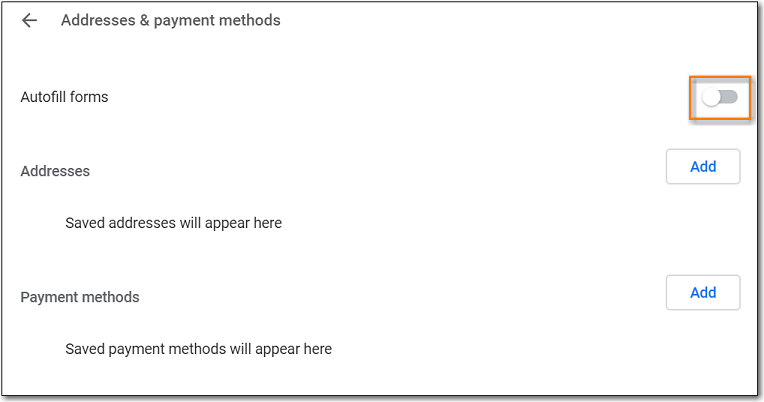 Addresses & payment methods
Autofill forms
Addresses
Add
Saved addresses will appear here
Payment methods
Add
Saved payment methods will appear here